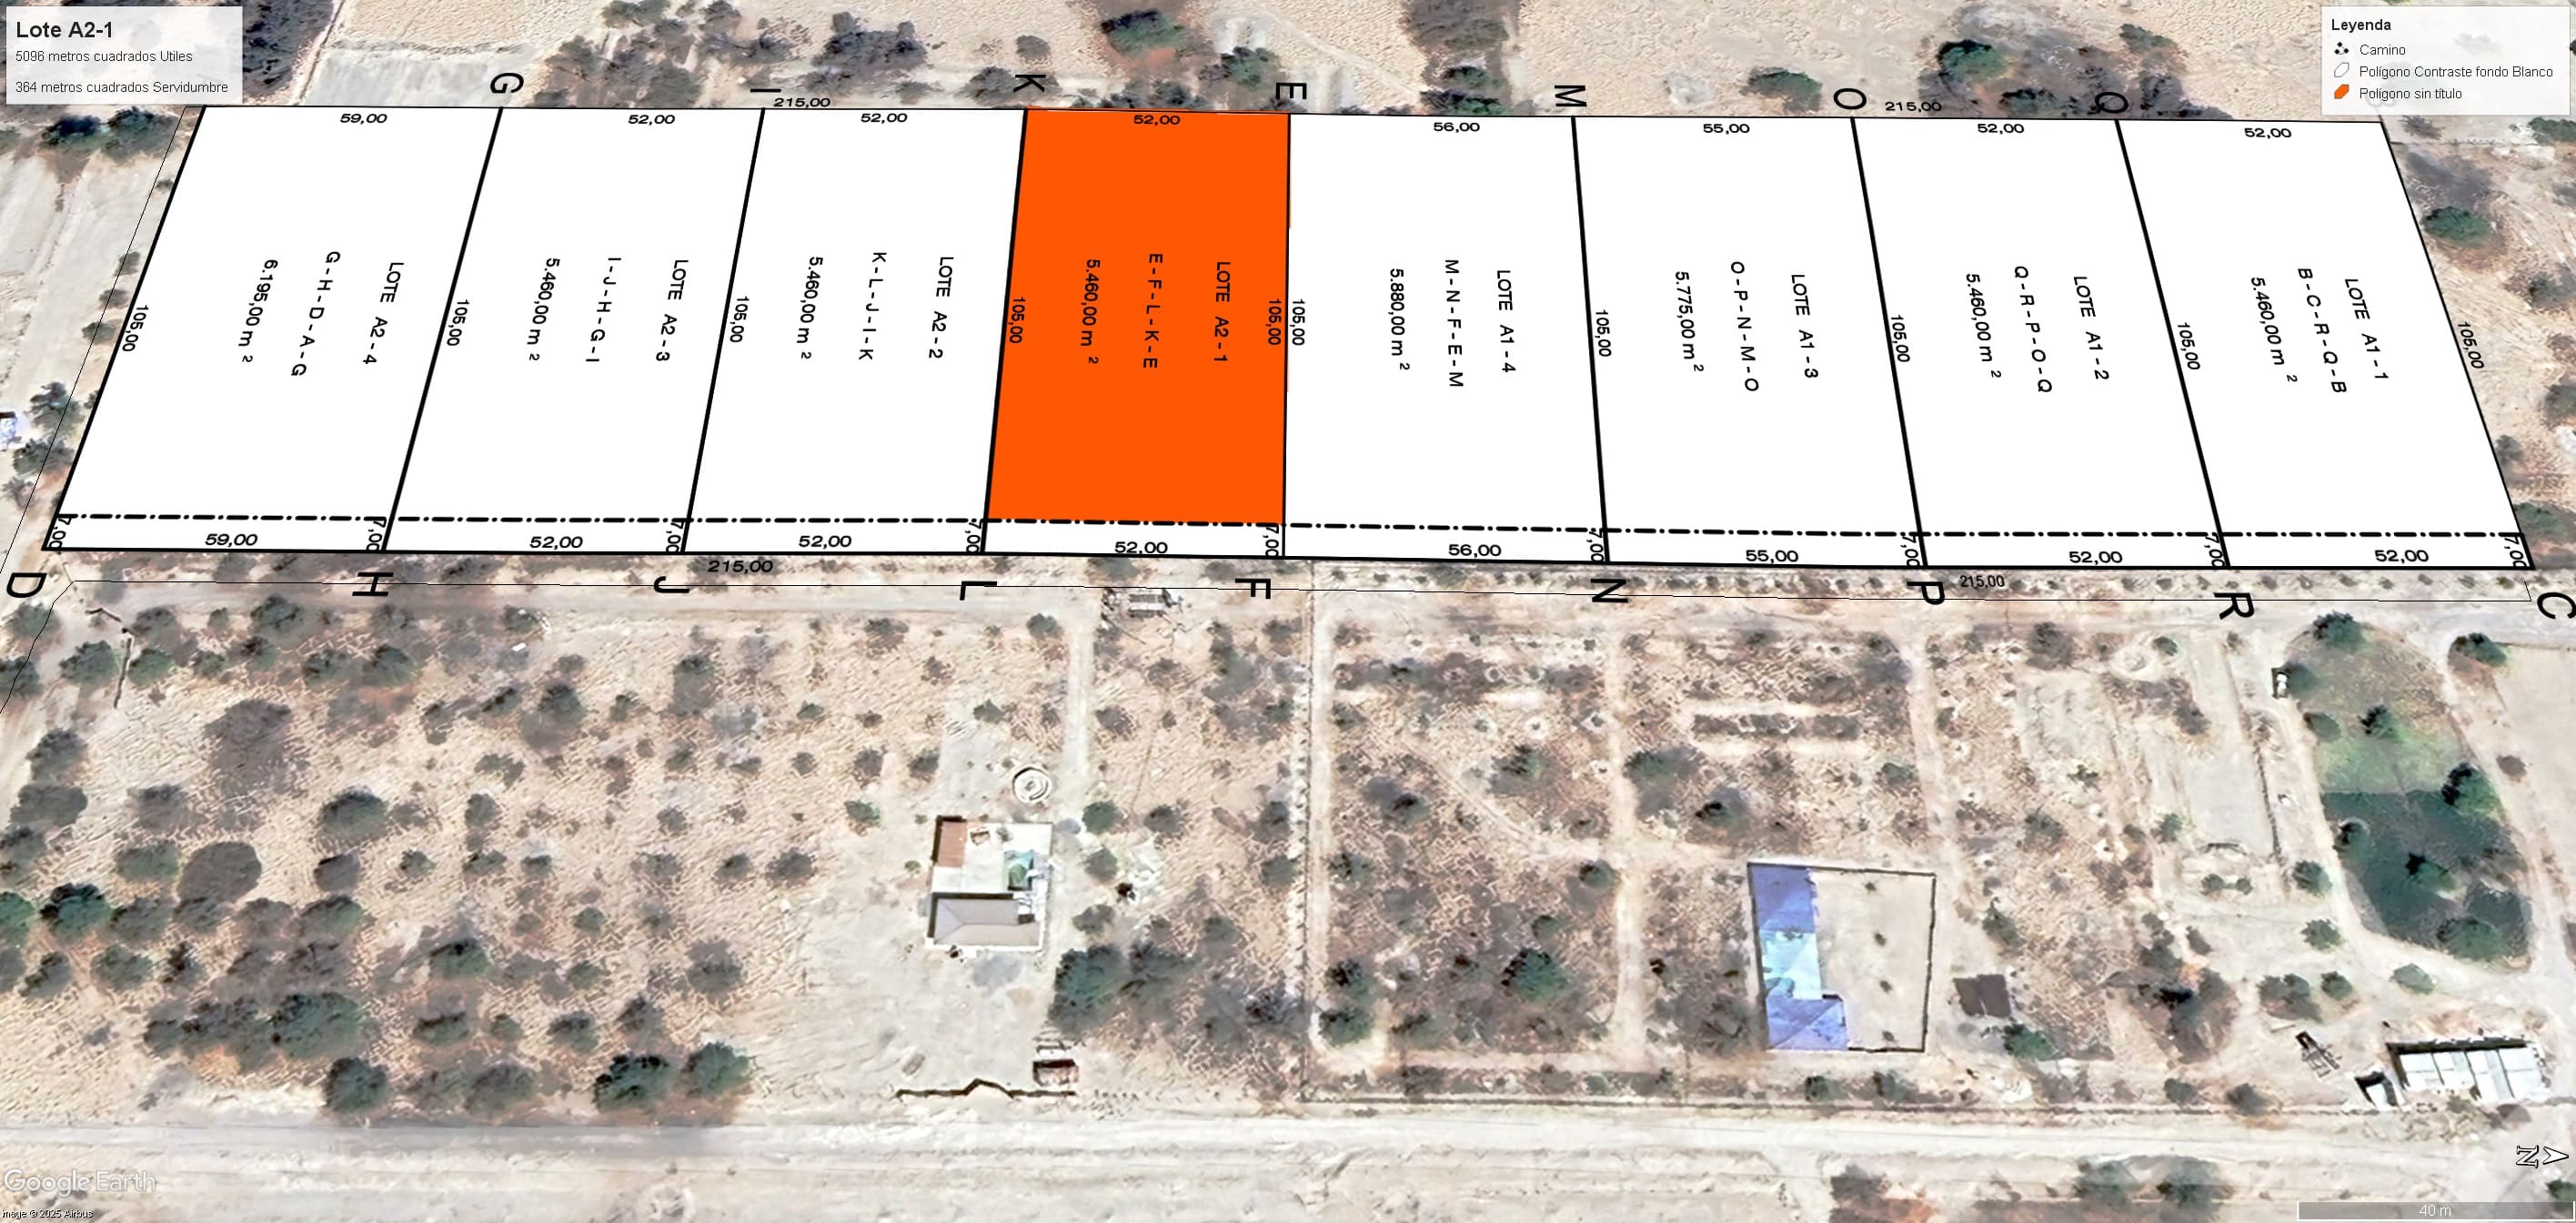 Lote A2-1
5096 metros cuadrados Utiles
364 metros cuadrados Servidumbre
Leyenda
Camino
Polígono Contraste fondo Blanco
Polígono sin título
G
I
K
E
M
O
Q
215,00
215,00
59,00
52,00
52,00
52,00
56,00
55,00
52,00
52,00
105,00
LOTE A2 - 4
G - H - D - A - G
6.195,00 m 2
105,00
LOTE A2 - 3
I - J - H - G - I
5.460,00 m 2
105,00
LOTE A2 - 2
K - L - J - I - K
5.460,00 m 2
105,00
LOTE A2 - 1
E - F - L - K - E
5.460,00 m 2
105,00
105,00
LOTE A1 - 4
M - N - F - E - M
5.880,00 m 2
105,00
LOTE A1 - 3
O - P - N - M - O
5.775,00 m 2
105,00
LOTE A1 - 2
Q - R - P - O - Q
5.460,00 m 2
105,00
LOTE A1 - 1
B - C - R - Q - B
5.460,00 m 2
105,00
7,00
7,00
7,00
7,00
7,00
7,00
7,00
7,00
7,00
59,00
52,00
52,00
52,00
56,00
55,00
52,00
52,00
215,00
215,00
D
H
J
L
F
N
P
R
C
N
Google Earth
Image © 2025 Airbus
40 m